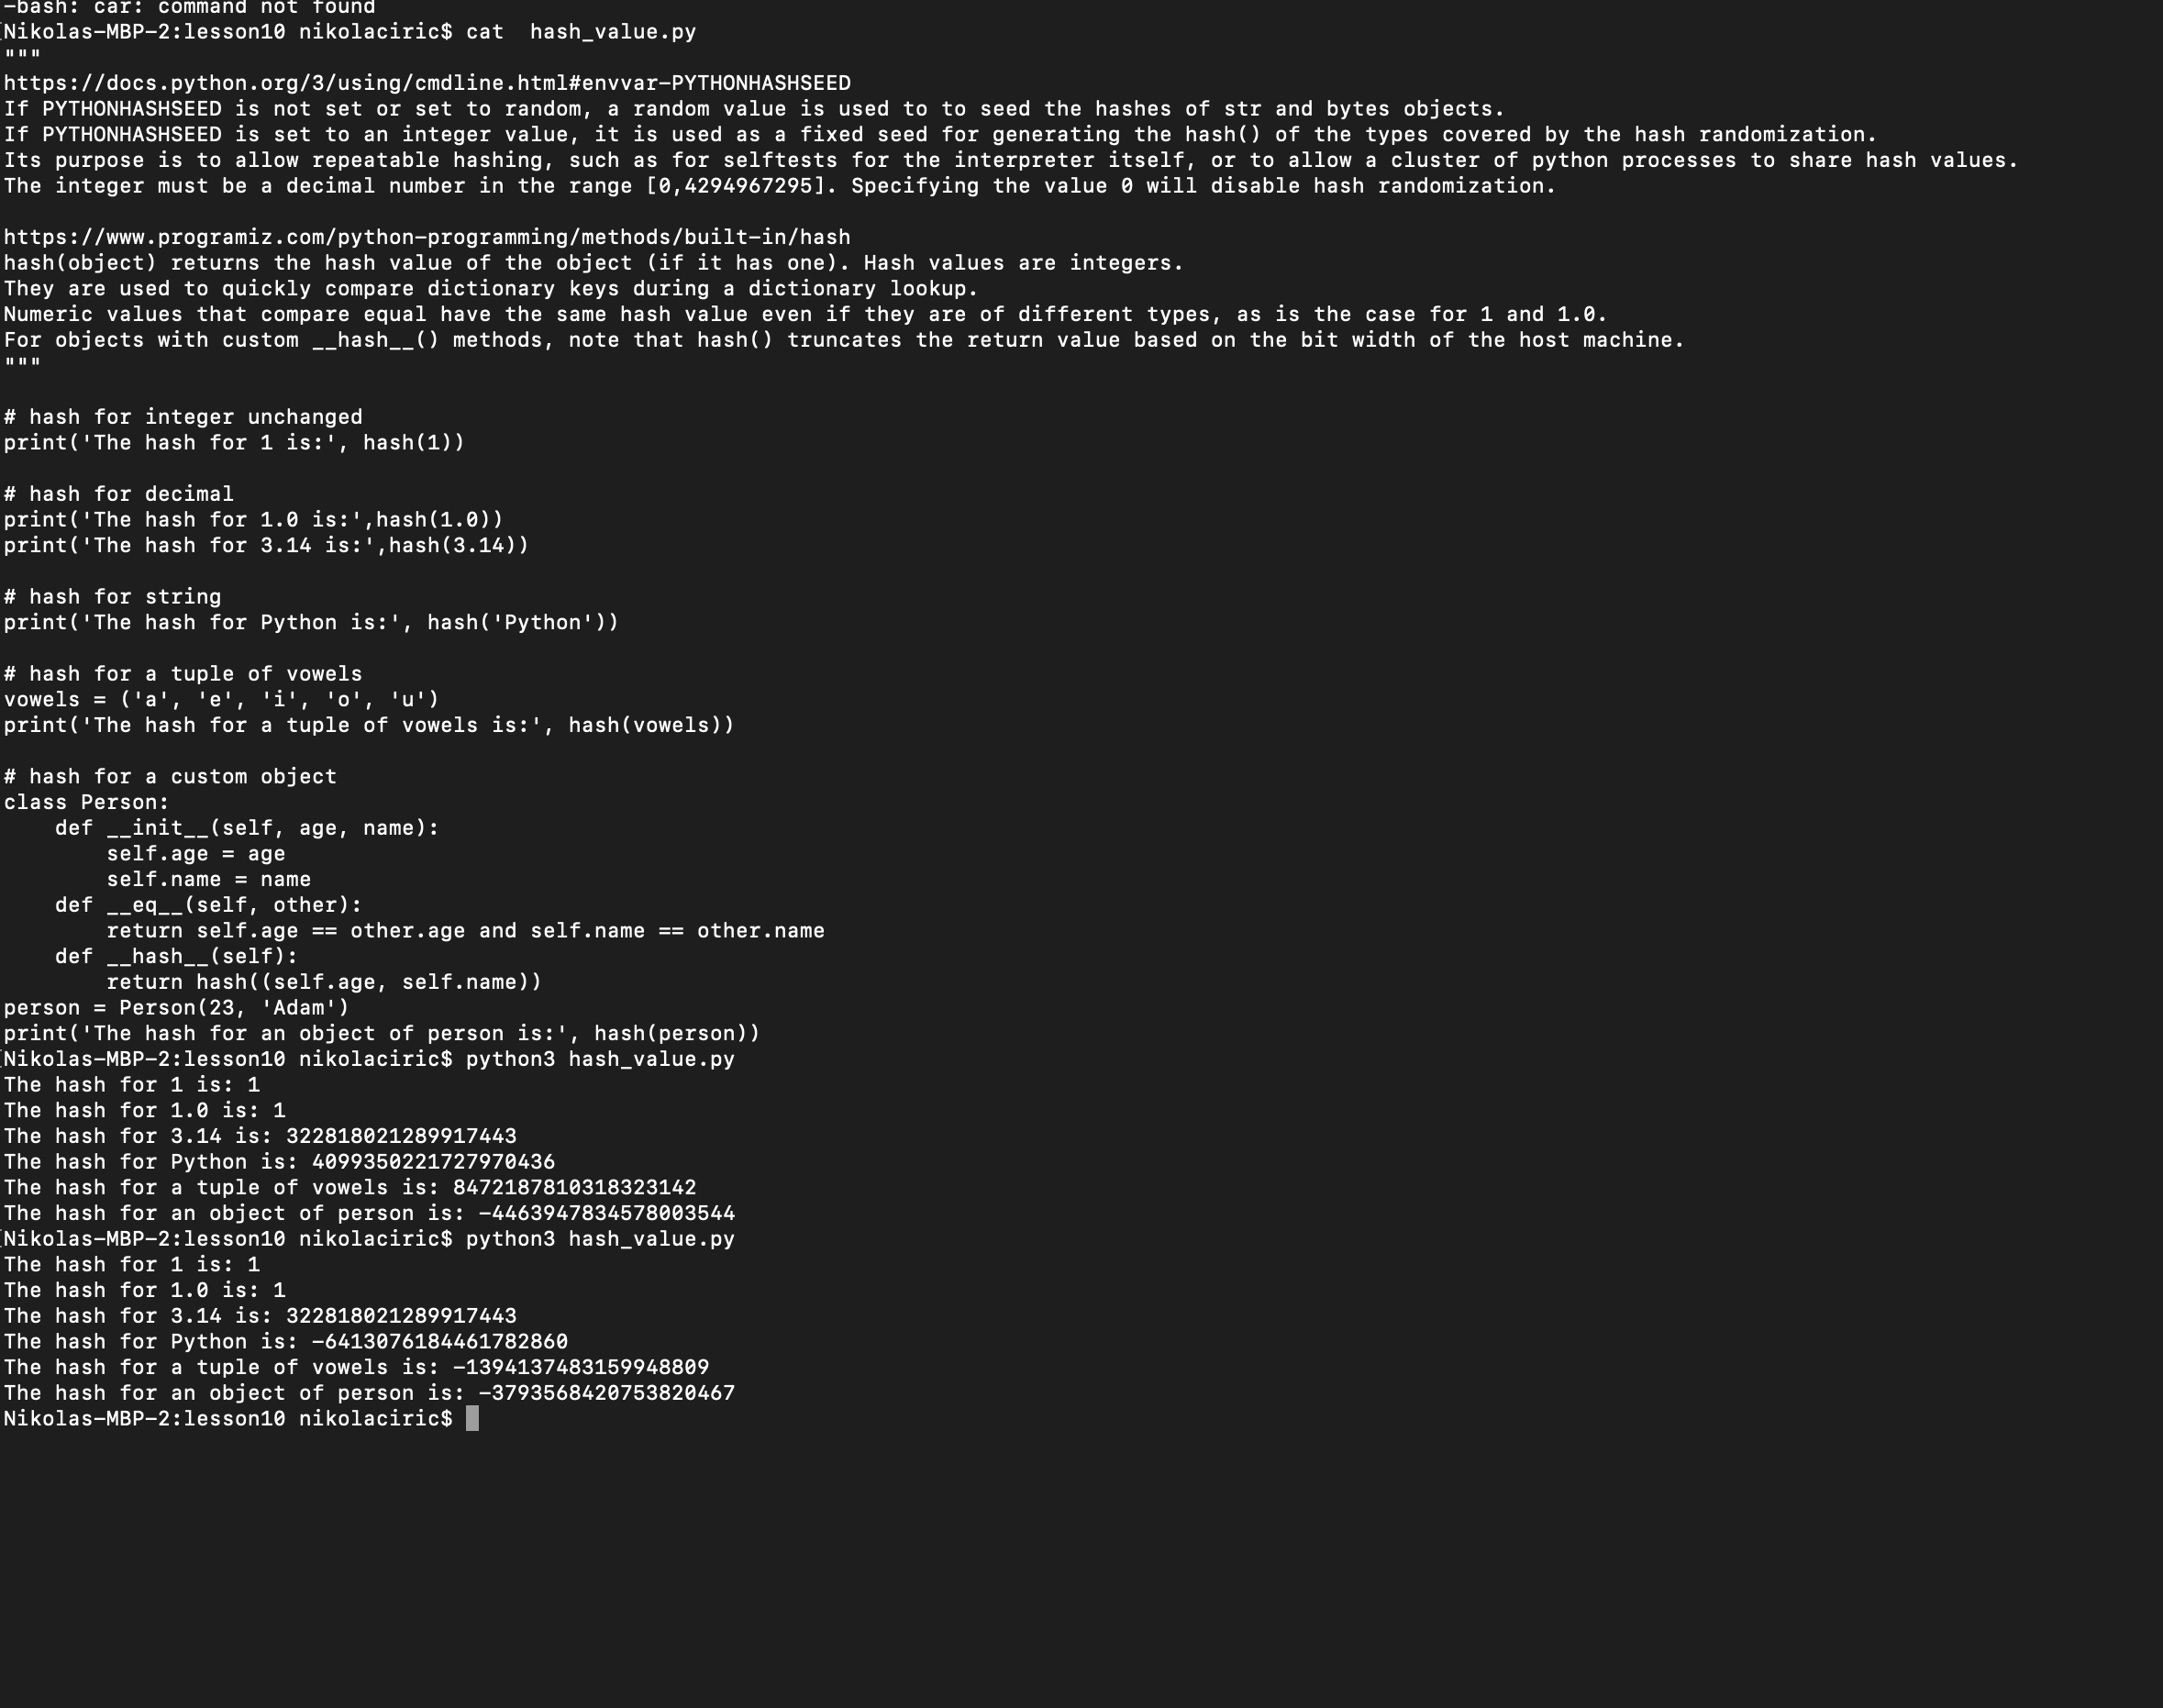 -bash: car: command not found
Nikolas-MBP-2:lesson10 nikolaciric$ cat  hash_value.py
"""
https://docs.python.org/3/using/cmdline.html#envvar-PYTHONHASHSEED
If PYTHONHASHSEED is not set or set to random, a random value is used to to seed the hashes of str and bytes objects.
If PYTHONHASHSEED is set to an integer value, it is used as a fixed seed for generating the hash() of the types covered by the hash randomization.
Its purpose is to allow repeatable hashing, such as for selftests for the interpreter itself, or to allow a cluster of python processes to share hash values.
The integer must be a decimal number in the range [0,4294967295]. Specifying the value 0 will disable hash randomization.

https://www.programiz.com/python-programming/methods/built-in/hash
hash(object) returns the hash value of the object (if it has one). Hash values are integers.
They are used to quickly compare dictionary keys during a dictionary lookup.
Numeric values that compare equal have the same hash value even if they are of different types, as is the case for 1 and 1.0.
For objects with custom __hash__() methods, note that hash() truncates the return value based on the bit width of the host machine.
"""

# hash for integer unchanged
print('The hash for 1 is:', hash(1))

# hash for decimal
print('The hash for 1.0 is:',hash(1.0))
print('The hash for 3.14 is:',hash(3.14))

# hash for string
print('The hash for Python is:', hash('Python'))

# hash for a tuple of vowels
vowels = ('a', 'e', 'i', 'o', 'u')
print('The hash for a tuple of vowels is:', hash(vowels))

# hash for a custom object
class Person:
    def __init__(self, age, name):
        self.age = age
        self.name = name
    def __eq__(self, other):
        return self.age == other.age and self.name == other.name
    def __hash__(self):
        return hash((self.age, self.name))
person = Person(23, 'Adam')
print('The hash for an object of person is:', hash(person))
Nikolas-MBP-2:lesson10 nikolaciric$ python3 hash_value.py
The hash for 1 is: 1
The hash for 1.0 is: 1
The hash for 3.14 is: 322818021289917443
The hash for Python is: 4099350221727970436
The hash for a tuple of vowels is: 8472187810318323142
The hash for an object of person is: -4463947834578003544
Nikolas-MBP-2:lesson10 nikolaciric$ python3 hash_value.py
The hash for 1 is: 1
The hash for 1.0 is: 1
The hash for 3.14 is: 322818021289917443
The hash for Python is: -6413076184461782860
The hash for a tuple of vowels is: -1394137483159948809
The hash for an object of person is: -3793568420753820467
Nikolas-MBP-2:lesson10 nikolaciric$